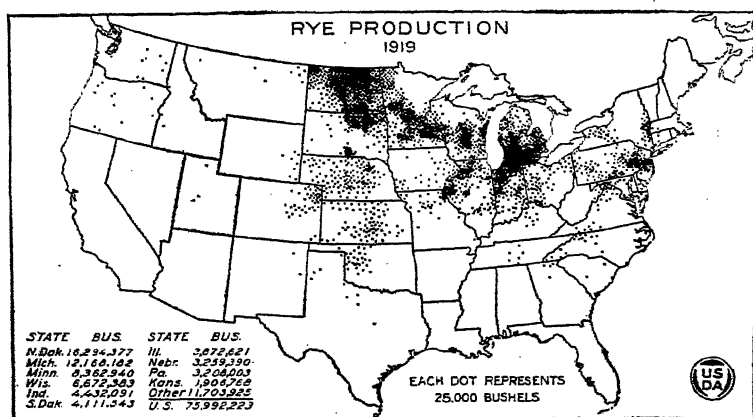 RYE PRODUCTION
1919
STATE BUS. STATE BUS.
N.Dak. 16,294,377 Ill. 3,872,621
Mich. 12,168,182 Nebr. 3,259,390
Minn. 8,362,940 Pa. 3,208,003
Wis. 6,672,383 Kans. 1,906,768
Ind. 4,432,091 Other 11,703,925
S.Dak. 4,111,543 U.S. 75,992,223
EACH DOT REPRESENTS
25,000 BUSHELS
US
DA